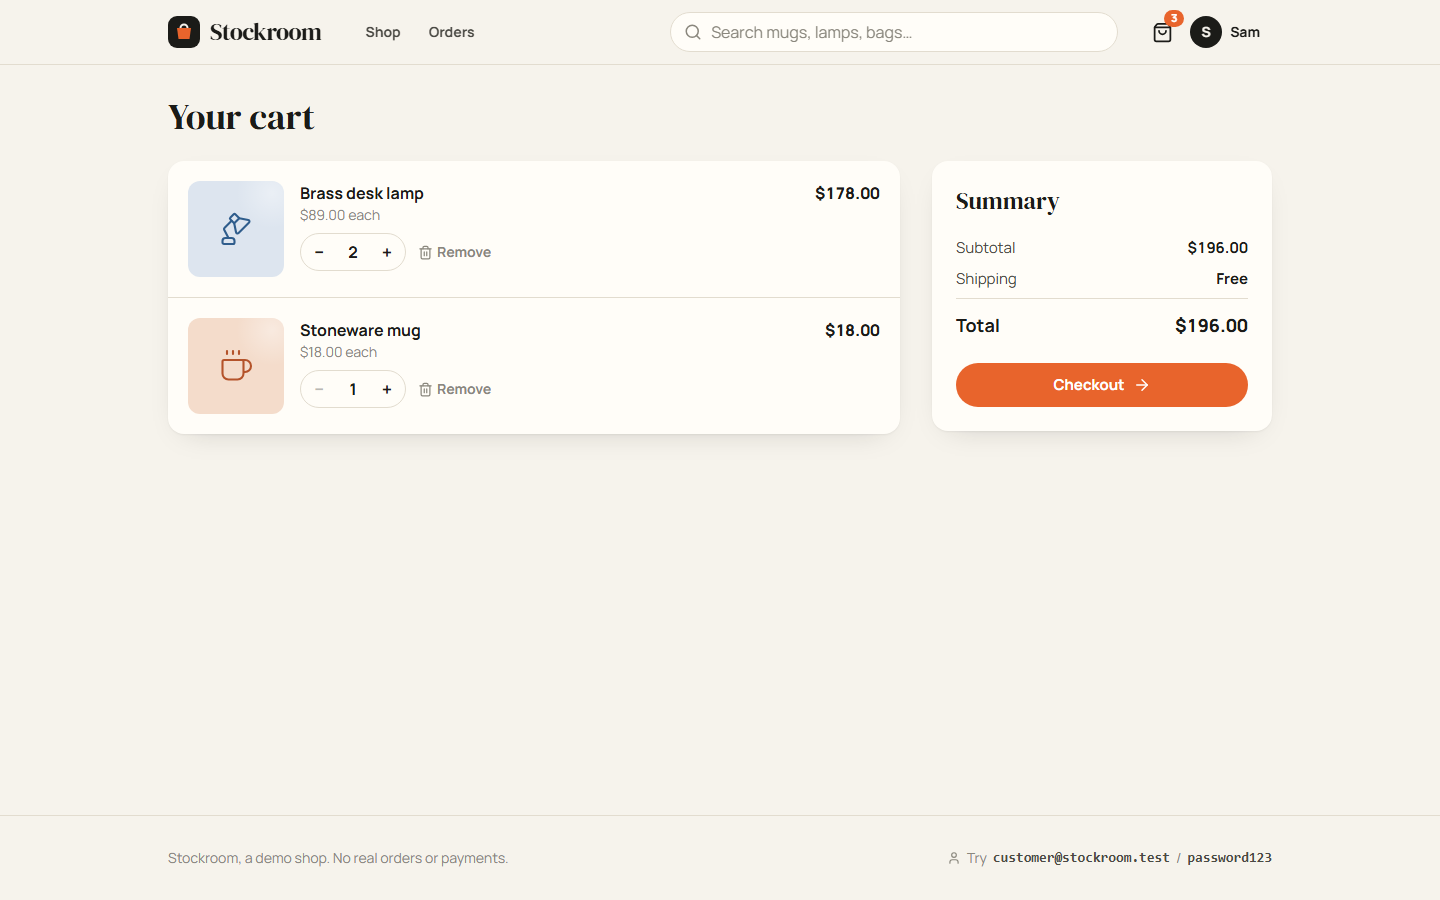 Stockroom
Shop
Orders
Search mugs, lamps, bags...
3
S
Sam
Your cart
Brass desk lamp
$178.00
$89.00 each
− 2 +
Remove
Stoneware mug
$18.00
$18.00 each
− 1 +
Remove
Summary
Subtotal $196.00
Shipping Free
Total $196.00
Checkout →
Stockroom, a demo shop. No real orders or payments.
Try customer@stockroom.test / password123